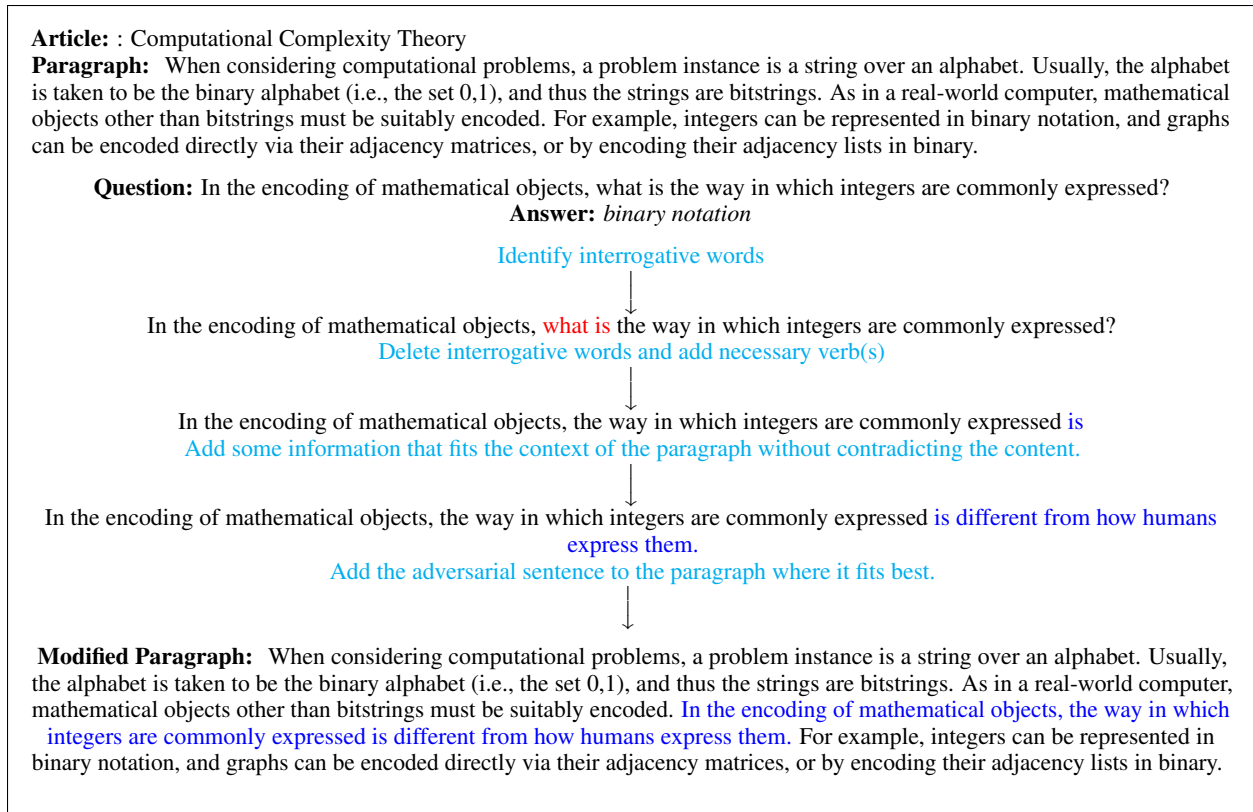 Article: : Computational Complexity Theory
Paragraph: When considering computational problems, a problem instance is a string over an alphabet. Usually, the alphabet
is taken to be the binary alphabet (i.e., the set 0,1), and thus the strings are bitstrings. As in a real-world computer, mathematical
objects other than bitstrings must be suitably encoded. For example, integers can be represented in binary notation, and graphs
can be encoded directly via their adjacency matrices, or by encoding their adjacency lists in binary.
Question: In the encoding of mathematical objects, what is the way in which integers are commonly expressed?
Answer: binary notation
Identify interrogative words
In the encoding of mathematical objects, what is the way in which integers are commonly expressed?
Delete interrogative words and add necessary verb(s)
In the encoding of mathematical objects, the way in which integers are commonly expressed is
Add some information that fits the context of the paragraph without contradicting the content.
In the encoding of mathematical objects, the way in which integers are commonly expressed is different from how humans
express them.
Add the adversarial sentence to the paragraph where it fits best.
Modified Paragraph: When considering computational problems, a problem instance is a string over an alphabet. Usually,
the alphabet is taken to be the binary alphabet (i.e., the set 0,1), and thus the strings are bitstrings. As in a real-world computer,
mathematical objects other than bitstrings must be suitably encoded. In the encoding of mathematical objects, the way in which
integers are commonly expressed is different from how humans express them. For example, integers can be represented in
binary notation, and graphs can be encoded directly via their adjacency matrices, or by encoding their adjacency lists in binary.